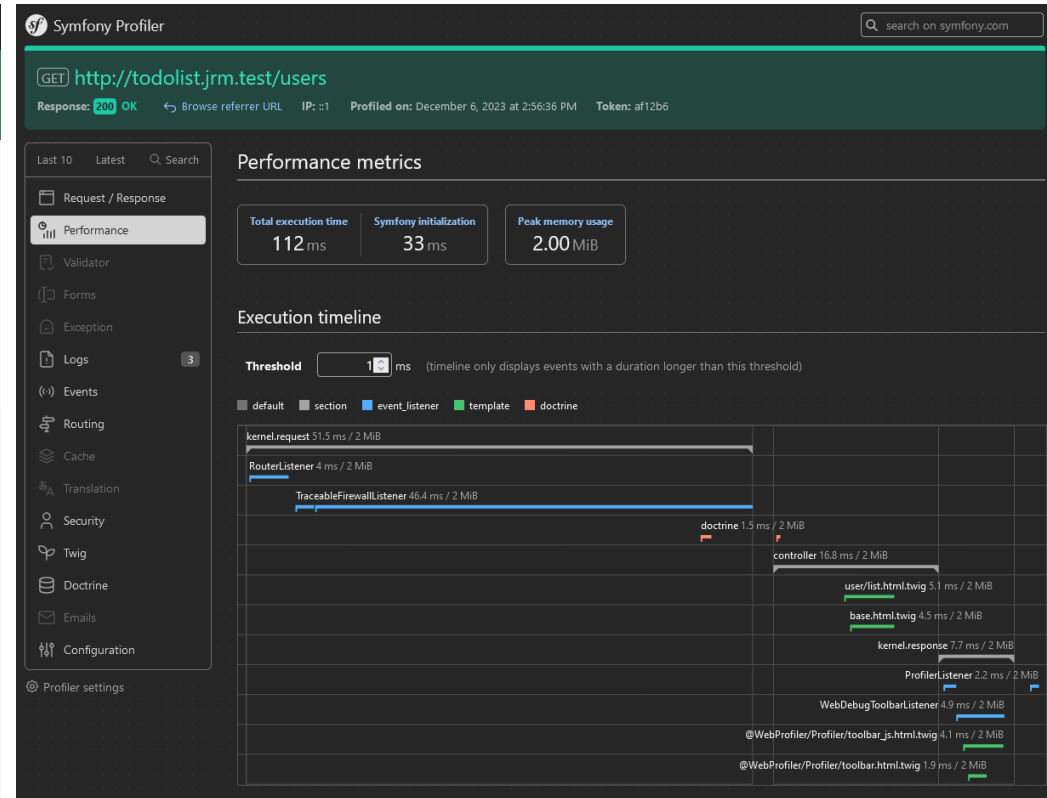 sf Symfony Profiler
search on symfony.com
GET http://todolist.jrm.test/users
Response: 200 OK Browse referrer URL IP: ::1 Profiled on: December 6, 2023 at 2:56:36 PM Token: af12b6
Last 10 Latest Search
Request / Response
Performance
Validator
Forms
Exception
Logs 3
Events
Routing
Cache
Translation
Security
Twig
Doctrine
Emails
Configuration
Profiler settings
Performance metrics
Total execution time Symfony initialization Peak memory usage
112 ms 33 ms 2.00 MiB
Execution timeline
Threshold 1 ms (timeline only displays events with a duration longer than this threshold)
default section event_listener template doctrine
kernel.request 51.5 ms / 2 MiB
RouterListener 4 ms / 2 MiB
TraceableFirewallListener 46.4 ms / 2 MiB
doctrine 1.5 ms / 2 MiB
controller 16.8 ms / 2 MiB
user/list.html.twig 5.1 ms / 2 MiB
base.html.twig 4.5 ms / 2 MiB
kernel.response 7.7 ms / 2 MiB
ProfilerListener 2.2 ms / 2 MiB
WebDebugToolbarListener 4.9 ms / 2 MiB
@WebProfiler/Profiler/toolbar_js.html.twig 4.1 ms / 2 MiB
@WebProfiler/Profiler/toolbar.html.twig 1.9 ms / 2 MiB